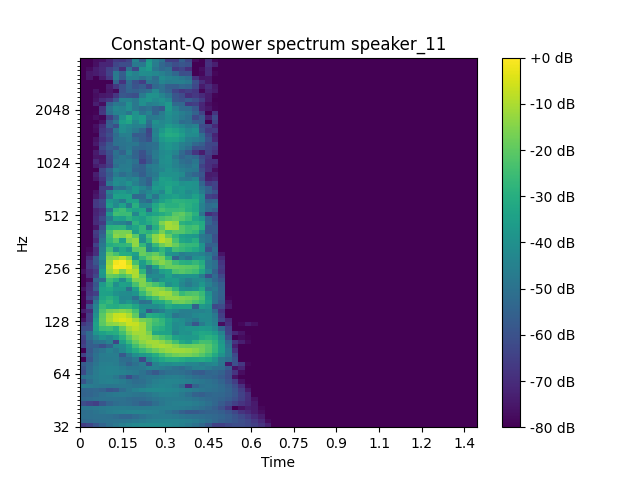 Constant-Q power spectrum speaker_11
+0 dB
-10 dB
-20 dB
-30 dB
-40 dB
-50 dB
-60 dB
-70 dB
-80 dB
Hz
2048
1024
512
256
128
64
32
0 0.15 0.3 0.45 0.6 0.75 0.9 1.1 1.2 1.4
Time